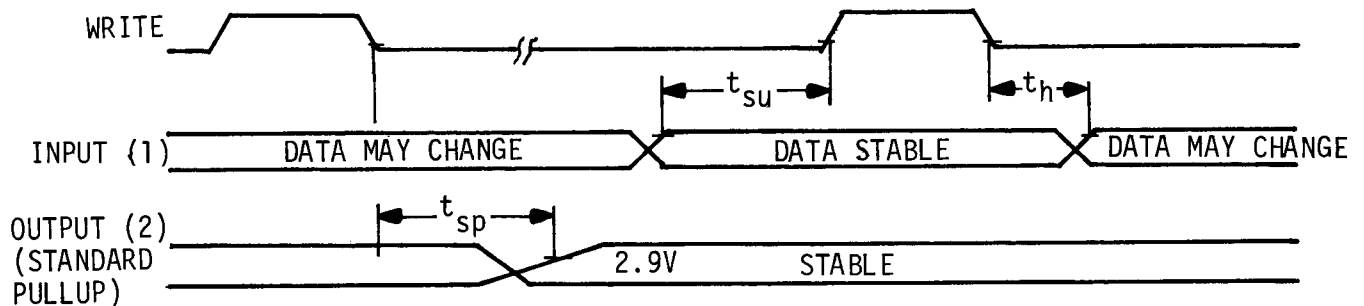 WRITE
t_su
t_h
INPUT (1)
DATA MAY CHANGE
DATA STABLE
DATA MAY CHANGE
t_sp
OUTPUT (2)
(STANDARD
PULLUP)
2.9V
STABLE